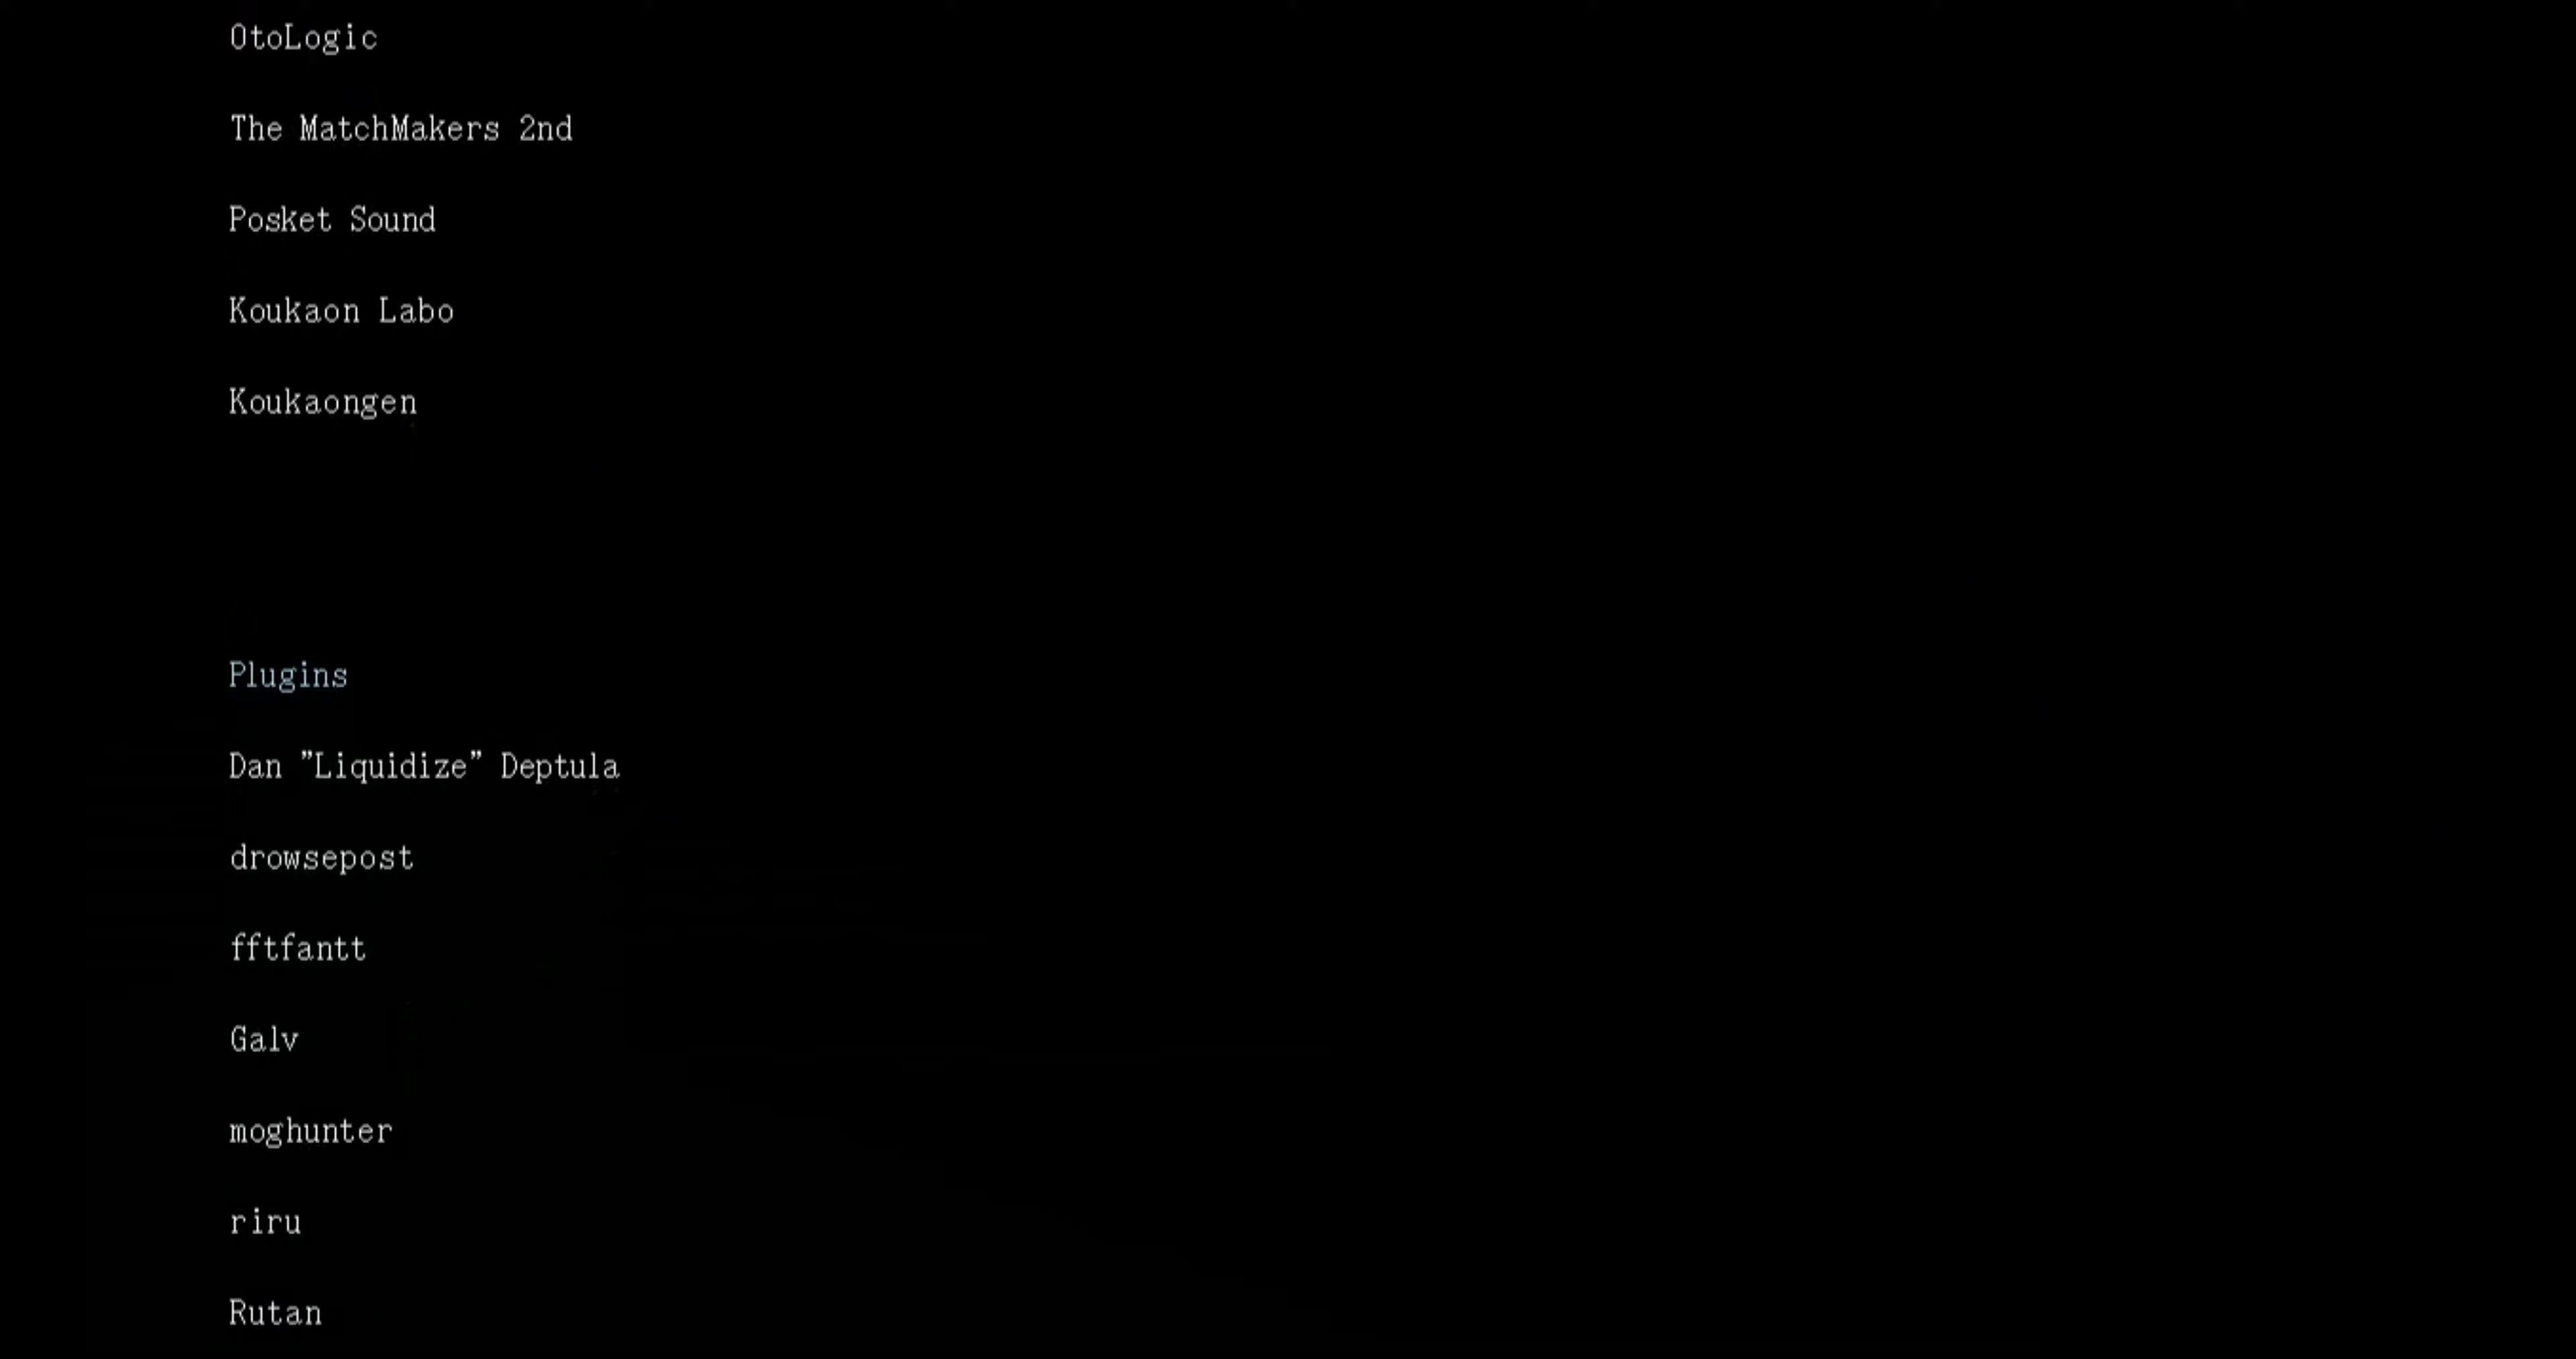 OtoLogic
The MatchMakers 2nd
Posket Sound
Koukaon Labo
Koukaongen
Plugins
Dan "Liquidize" Deptula
drowsepost
fftfantt
Galv
moghunter
riru
Rutan